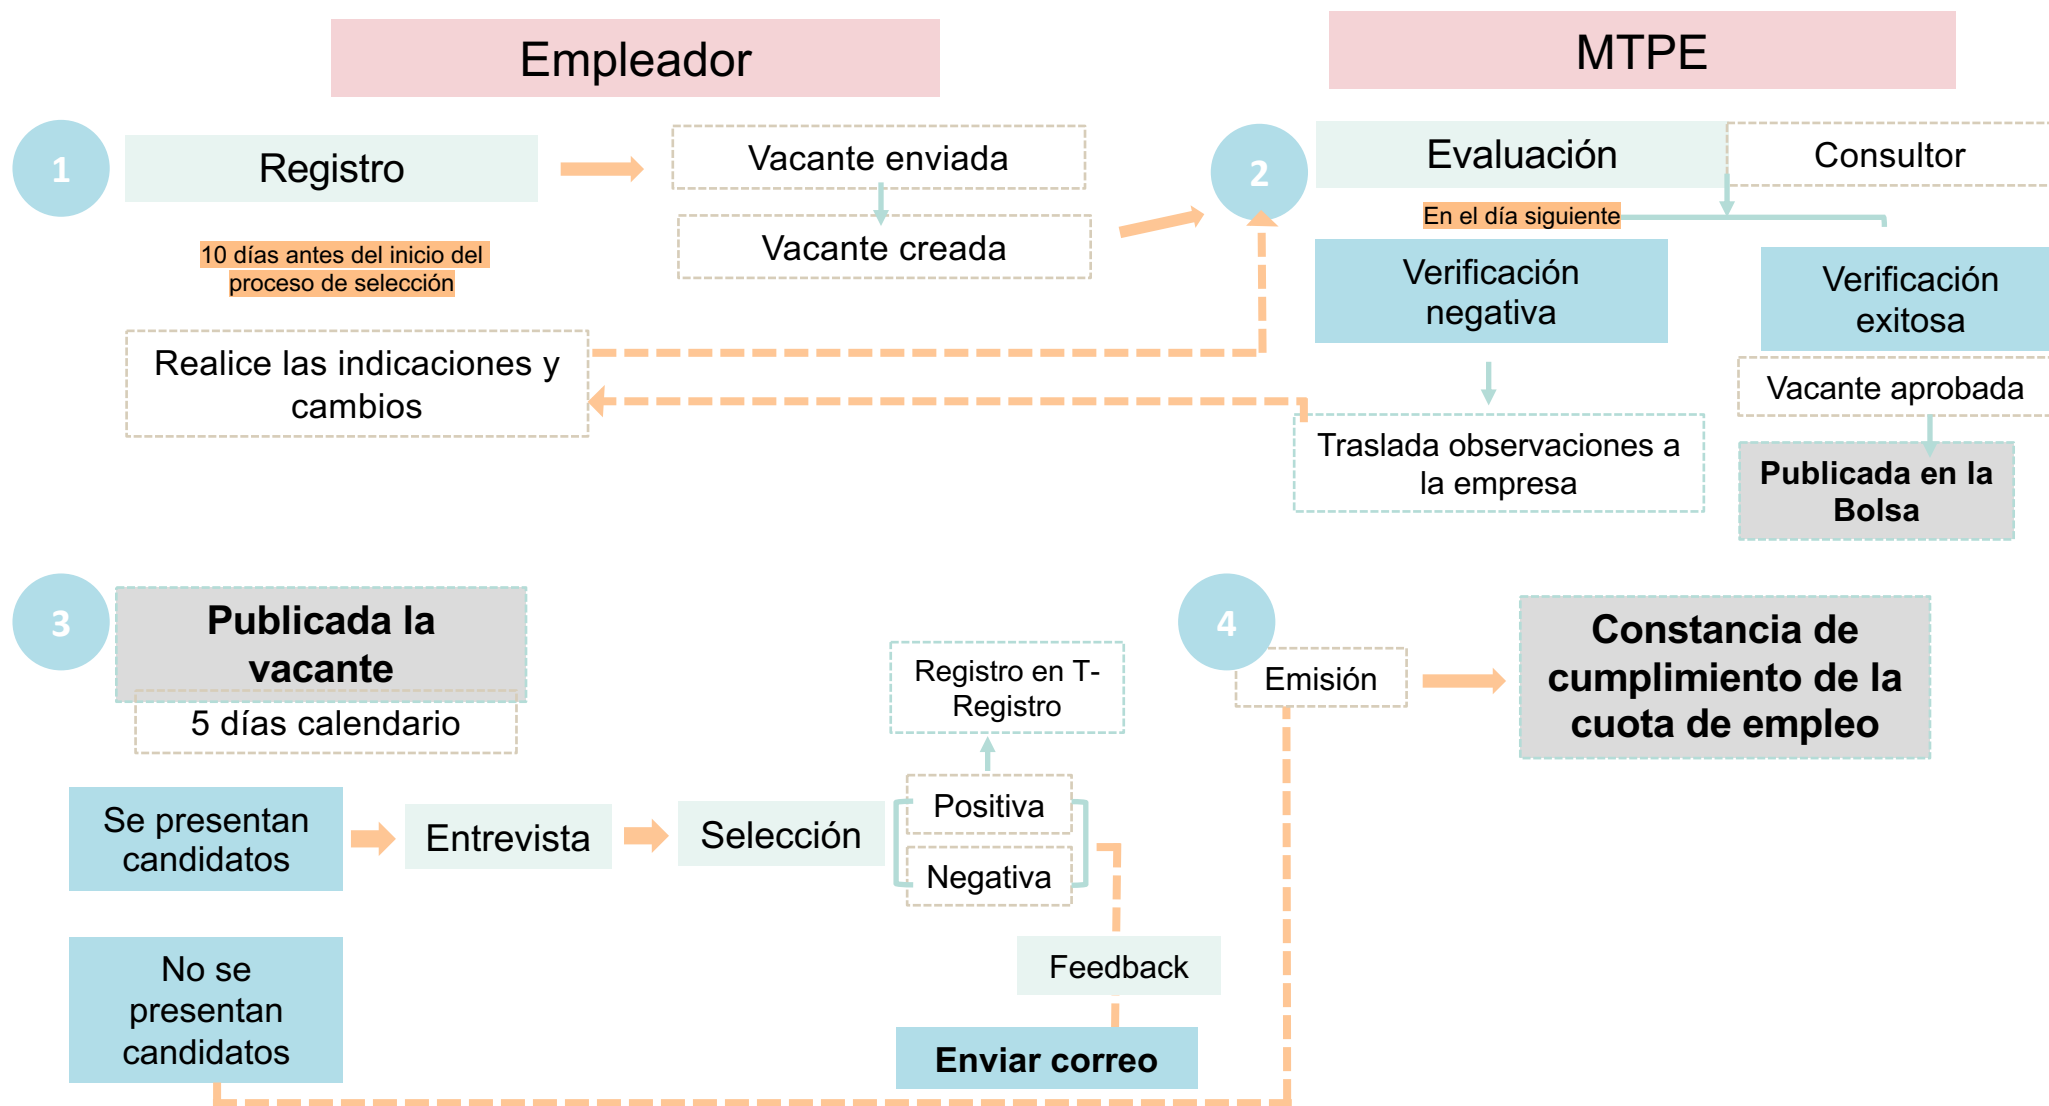 Empleador
MTPE
1
Registro
Vacante enviada
Vacante creada
10 días antes del inicio del
proceso de selección
Realice las indicaciones y
cambios
2
Evaluación
Consultor
En el día siguiente
Verificación
negativa
Verificación
exitosa
Vacante aprobada
Traslada observaciones a
la empresa
Publicada en la
Bolsa
3
Publicada la
vacante
5 días calendario
Se presentan
candidatos
Entrevista
Selección
Registro en T-
Registro
Positiva
Negativa
Feedback
Enviar correo
No se
presentan
candidatos
4
Emisión
Constancia de
cumplimiento de la
cuota de empleo